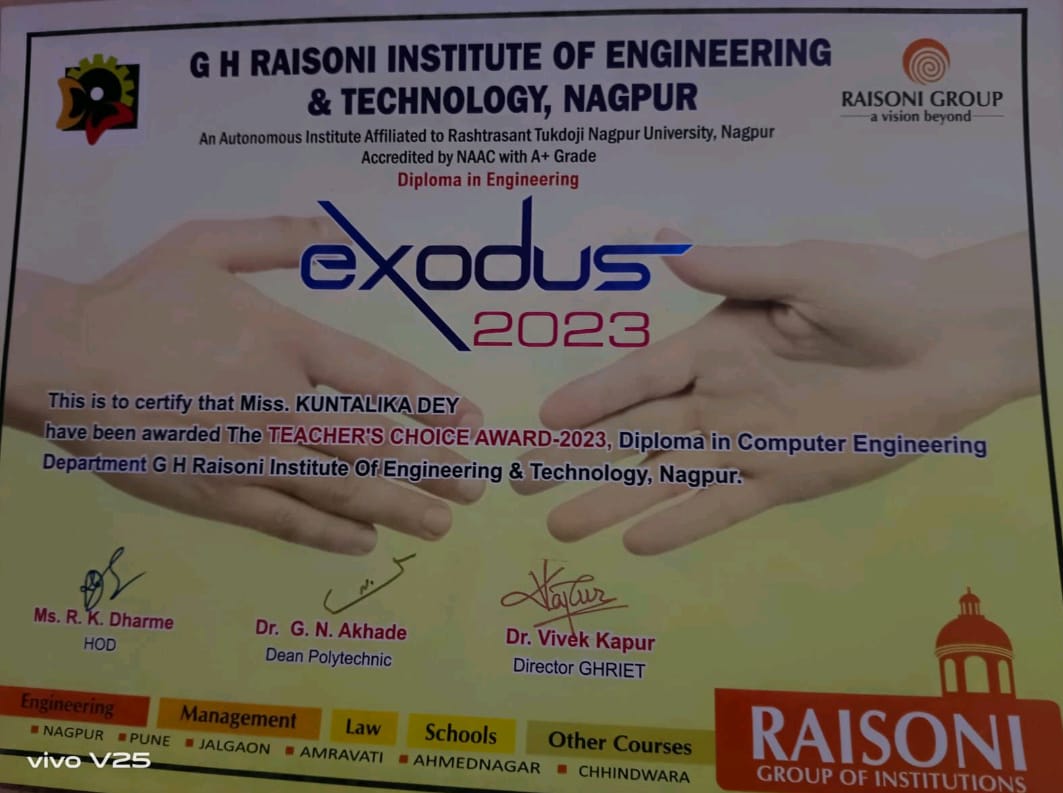 G H RAISONI INSTITUTE OF ENGINEERING
& TECHNOLOGY, NAGPUR
RAISONI GROUP
a vision beyond
An Autonomous Institute Affiliated to Rashtrasant Tukdoji Nagpur University, Nagpur
Accredited by NAAC with A+ Grade
Diploma in Engineering
exodus
2023
This is to certify that Miss. KUNTALIKA DEY
have been awarded The TEACHER'S CHOICE AWARD-2023, Diploma in Computer Engineering
Department G H Raisoni Institute Of Engineering & Technology, Nagpur.
Ms. R. K. Dharme
HOD
Dr. G. N. Akhade
Dean Polytechnic
Dr. Vivek Kapur
Director GHRIET
Engineering Management Law Schools Other Courses
NAGPUR PUNE JALGAON AMRAVATI AHMEDNAGAR CHHINDWARA
RAISONI
GROUP OF INSTITUTIONS
vivo V25